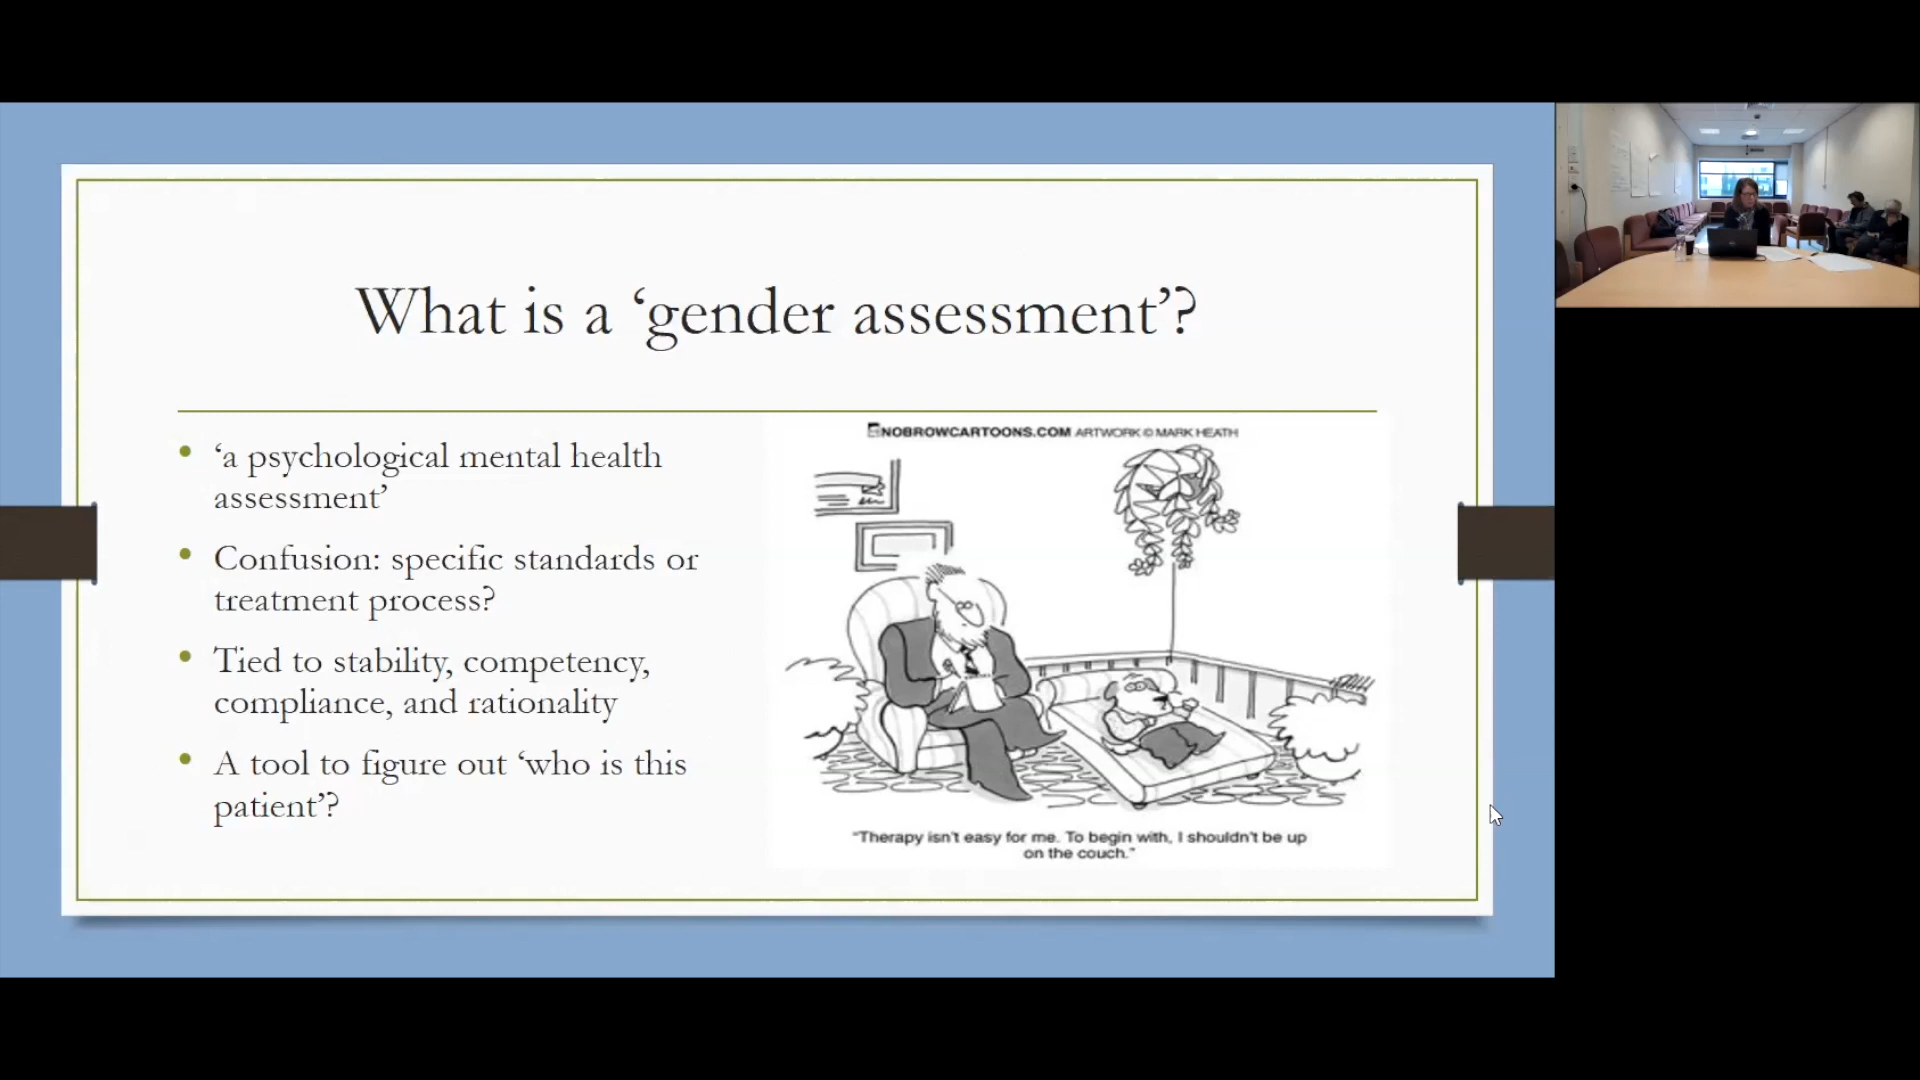 What is a ‘gender assessment’?
‘a psychological mental health
assessment’
Confusion: specific standards or
treatment process?
Tied to stability, competency,
compliance, and rationality
A tool to figure out ‘who is this
patient’?
NOBROWCARTOONS.COM ARTWORK © MARK HEATH
“Therapy isn't easy for me. To begin with, I shouldn't be up
on the couch.”